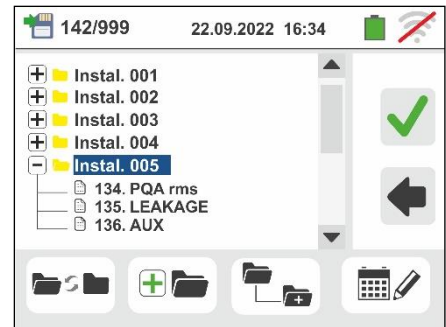 142/999 22.09.2022 16:34
Instal. 001
Instal. 002
Instal. 003
Instal. 004
Instal. 005
134. PQA rms
135. LEAKAGE
136. AUX